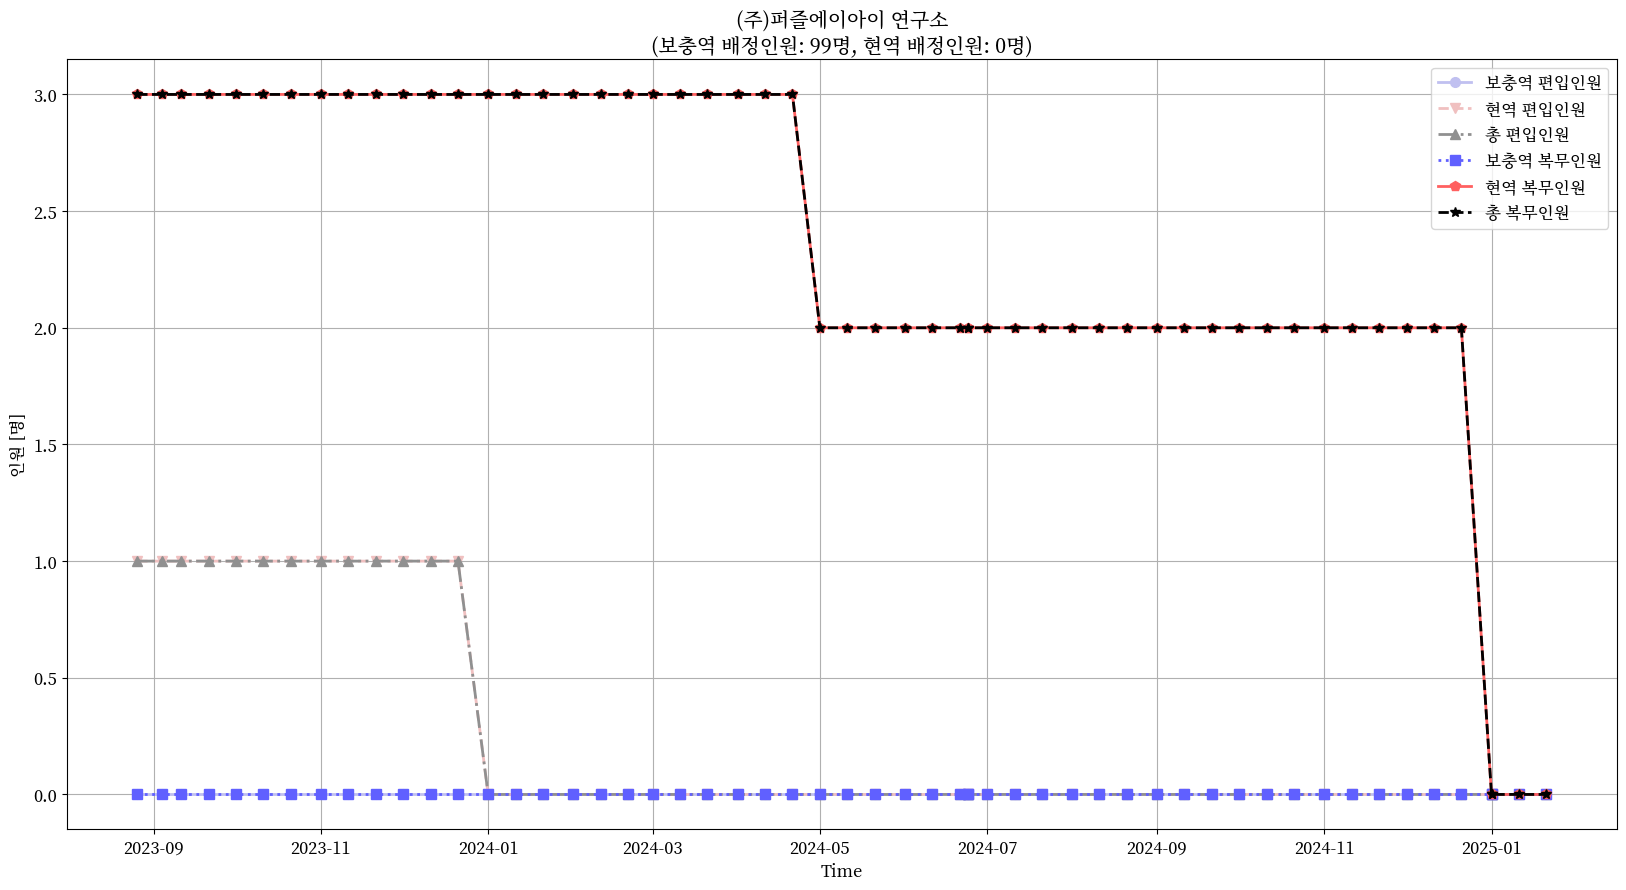 (주)퍼즐에이아이 연구소
(보충역 배정인원: 99명, 현역 배정인원: 0명)
보충역 편입인원
현역 편입인원
총 편입인원
보충역 복무인원
현역 복무인원
총 복무인원
인원 [명]
3.0
2.5
2.0
1.5
1.0
0.5
0.0
2023-09 2023-11 2024-01 2024-03 2024-05 2024-07 2024-09 2024-11 2025-01
Time